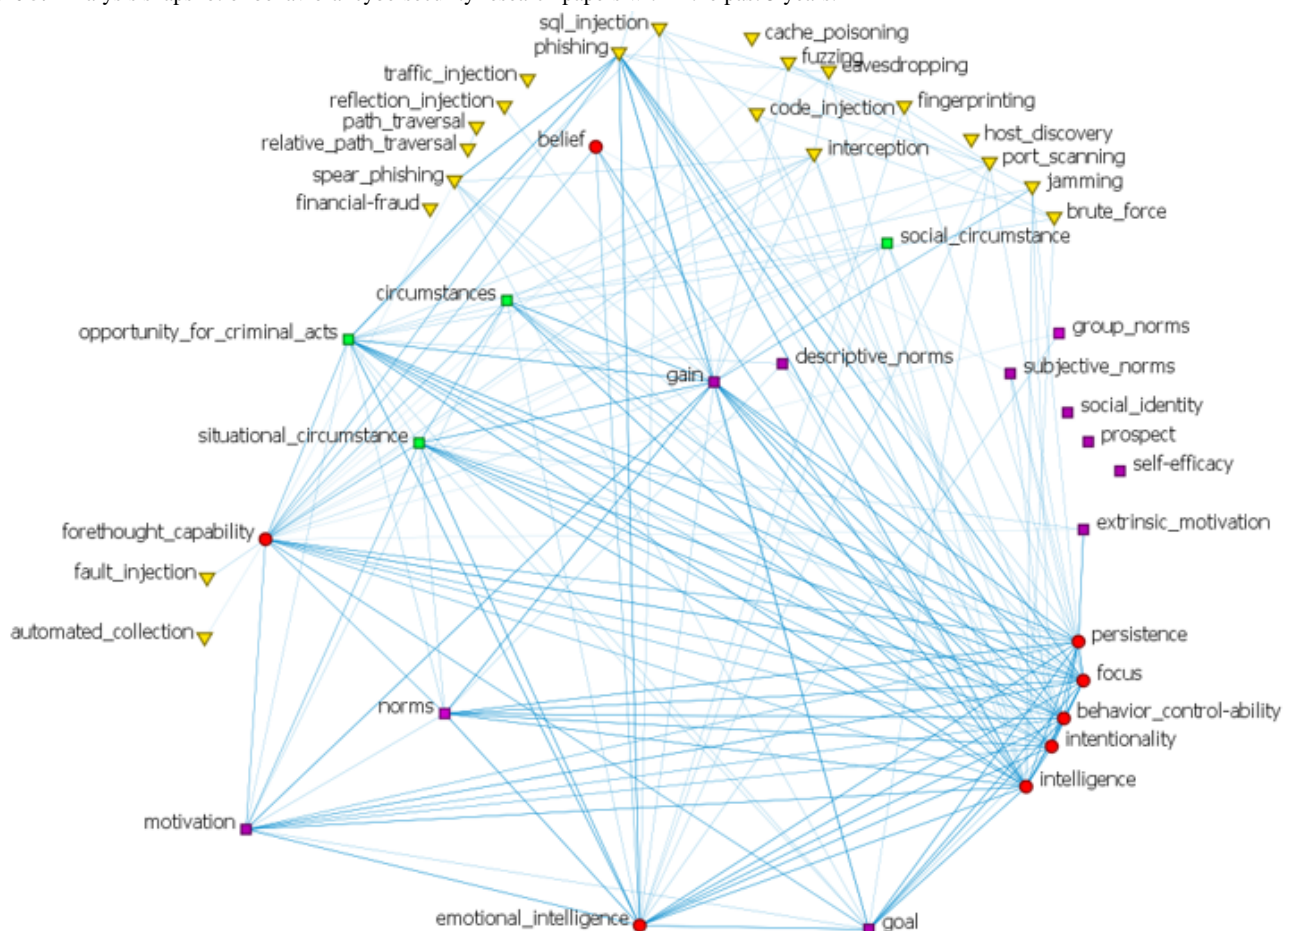 sql_injection
cache_poisoning
phishing
fuzzing
eavesdropping
traffic_injection
reflection_injection
code_injection
fingerprinting
path_traversal
host_discovery
belief
relative_path_traversal
interception
port_scanning
spear_phishing
jamming
financial-fraud
brute_force
social_circumstance
circumstances
opportunity_for_criminal_acts
group_norms
descriptive_norms
subjective_norms
gain
social_identity
situational_circumstance
prospect
self-efficacy
extrinsic_motivation
forethought_capability
fault_injection
automated_collection
persistence
focus
norms
behavior_control-ability
intentionality
intelligence
motivation
emotional_intelligence
goal